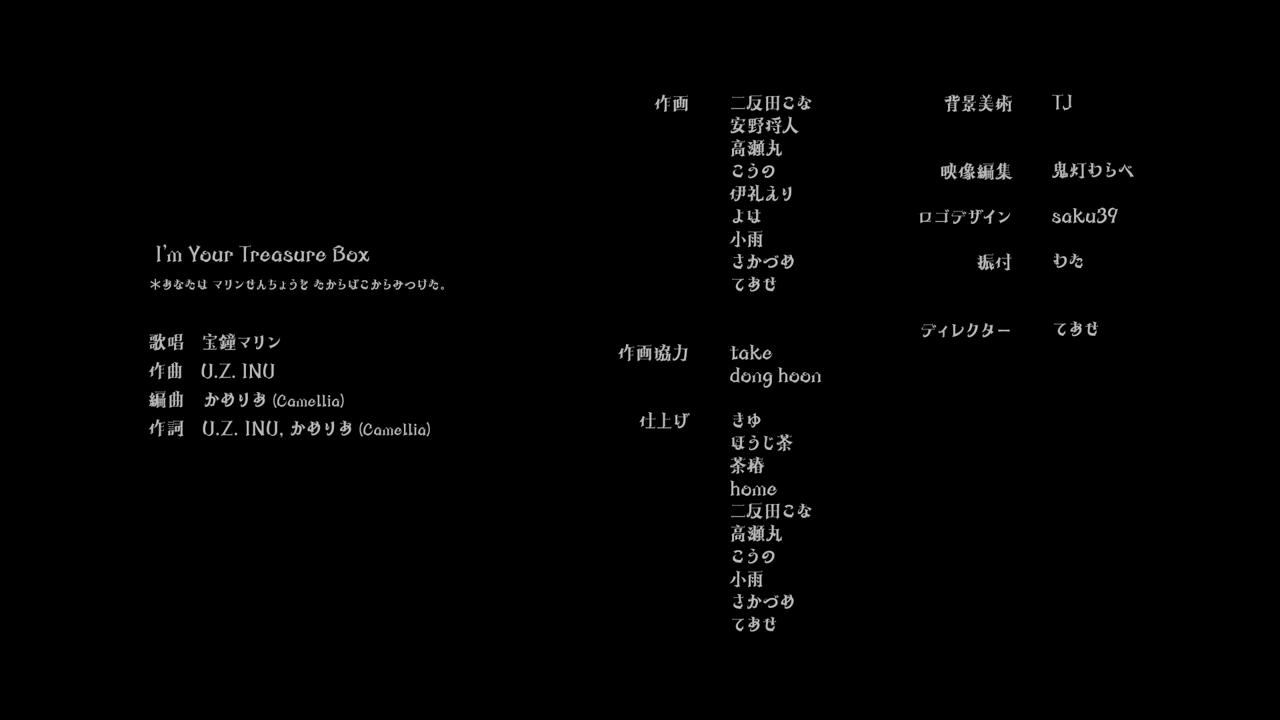 I'm Your Treasure Box
＊あなたは マリンせんちょうを たからばこからみつけた。
歌唱 宝鐘マリン
作曲 U.Z. INU
編曲 かめりあ (Camellia)
作詞 U.Z. INU, かめりあ (Camellia)
作画 二反田こな
安野将人
高瀬丸
こうの
伊礼えり
よは
小雨
さかづめ
てあせ
作画協力 take
dong hoon
仕上げ きゆ
ほうじ茶
茶椿
home
二反田こな
高瀬丸
こうの
小雨
さかづめ
てあせ
背景美術 TJ
映像編集 鬼灯わらべ
ロゴデザイン saku39
振付 わた
ディレクター てあせ